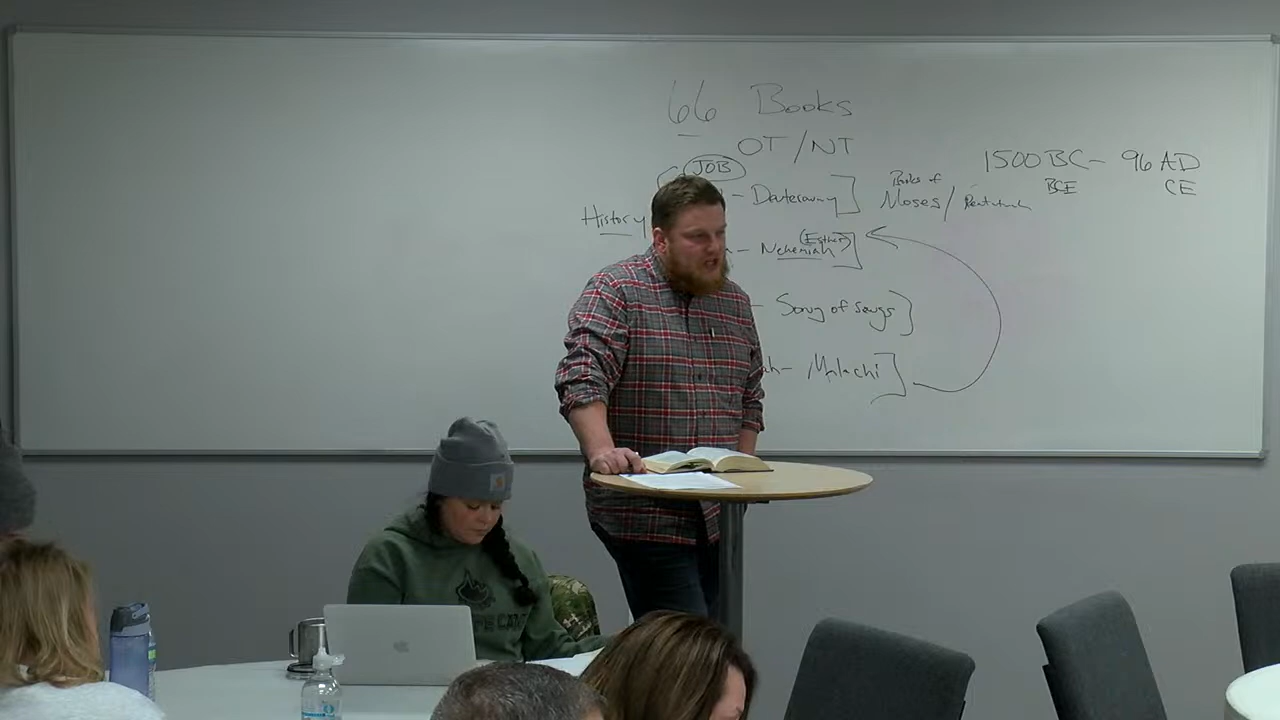 66 Books
OT/NT
1500 BC - 96 AD
BCE CE
JOB
- Deuteronomy] Books of Moses/
History
- Nehemiah (Esther)]
- Song of Songs]
ah - Malachi]